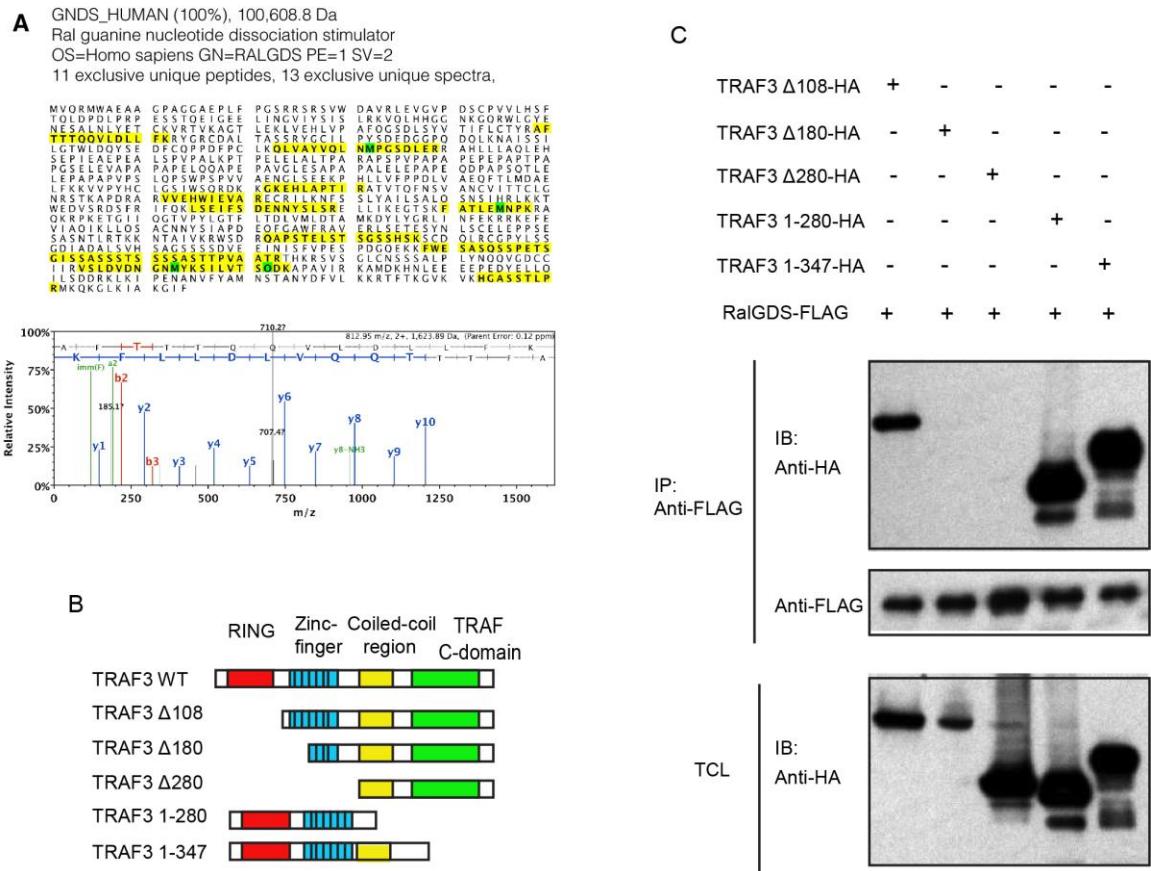 A
GNDS_HUMAN (100%), 100,608.8 Da
Ral guanine nucleotide dissociation stimulator
OS=Homo sapiens GN=RALGDS PE=1 SV=2
11 exclusive unique peptides, 13 exclusive unique spectra,
MVQRMWAEAA GPAGGAEPLF PGSRRSRSVW DAVRLEVGVP DSCPVVLHSF
TQLDPDLPRP ESSTQEIGEE LINGVIYSIS LRKVQLHHGG NKGQRWLGYE
NESALNLYET CKVRTVKAGT LEKLVEHLVP AFQGSDLSYV TIFLCTYRAF
TTTQQVLDLL FKRYGRCDAL TASSRYGCIL PYSDEDGGPQ DQLKNAISSI
LGTWLDQYSE DFCQPPDFPC LKQLVAYVQL NMPGSDLERR AHLLLAQLEH
SEPIEAEPEA LSPVPALKPT PELELALTPA RAPSPVPAPA PEPEPAPTPA
PGSELEVAPA PAPELQQAPE PAVGLESAPA PALELEPAPE QDPAPSQTLE
LEPAPAPVPS LQPSWPSPVV AENGLSEEKP HLLVFPPDLV AEQFTLMDAE
LFKKVVPYHC LGSIWSQRDK KGKEHLAPTI RATVTQFNSV ANCVITTCLG
NRSTKAPDRA RVVEHWIEVA RECRILKNFS SLYAILSALQ SNSIHRLKKT
WEDVSRDSFR IFQKLSEIFS DENNYSLSRE LLIKEGTSKF ATLEMNPKRA
QKRPKETGII QGTVPYLGTF LTDLVMLDTA MKDYLYGRLI NFEKRRKEFE
VIAQIKLLQS ACNNYSIAPD EQFGAWFRAV ERLSETESYN LSCELEPPSE
SASNTLRTKK NTAIVKRWSD RQAPSTELST SGSSHSKSCD QLRCGPYLSS
GDIADALSVH SAGSSSSDVE EINISFVPES PDGQEKKFWE SASQSSPETS
GISSASSSTS SSSASTTPVA ATRTHKRSVS GLCNSSSALP LYNQQVGDCC
IIRVSLDVDN GNMYKSILVT SQDKAPAVIR KAMDKHNLEE EEPEDYELLQ
ILSDDRKLKI PENANVFYAM NSTANYDFVL KKRTFTKGVK VKHGASSTLP
RMKQKGLKIA KGIF
710.2?
812.95 m/z, 2+, 1,623.89 Da, (Parent Error: 0.12 ppm)
A F T T T Q Q V L D L L F K
K F L L D L V Q Q T T T F A
100%
75%
50%
25%
0%
Relative Intensity
imm(F)
a2
b2
185.1?
y1
y2
b3
y3
y4
y5
707.4?
y6
y7
y8-NH3
y8
y9
y10
0 250 500 750 1000 1250 1500
m/z
B
RING
Zinc-finger
Coiled-coil region
TRAF C-domain
TRAF3 WT
TRAF3 Δ108
TRAF3 Δ180
TRAF3 Δ280
TRAF3 1-280
TRAF3 1-347
C
TRAF3 Δ108-HA + - - - -
TRAF3 Δ180-HA - + - - -
TRAF3 Δ280-HA - - + - -
TRAF3 1-280-HA - - - + -
TRAF3 1-347-HA - - - - +
RalGDS-FLAG + + + + +
IP:
Anti-FLAG
IB:
Anti-HA
Anti-FLAG
TCL
IB:
Anti-HA